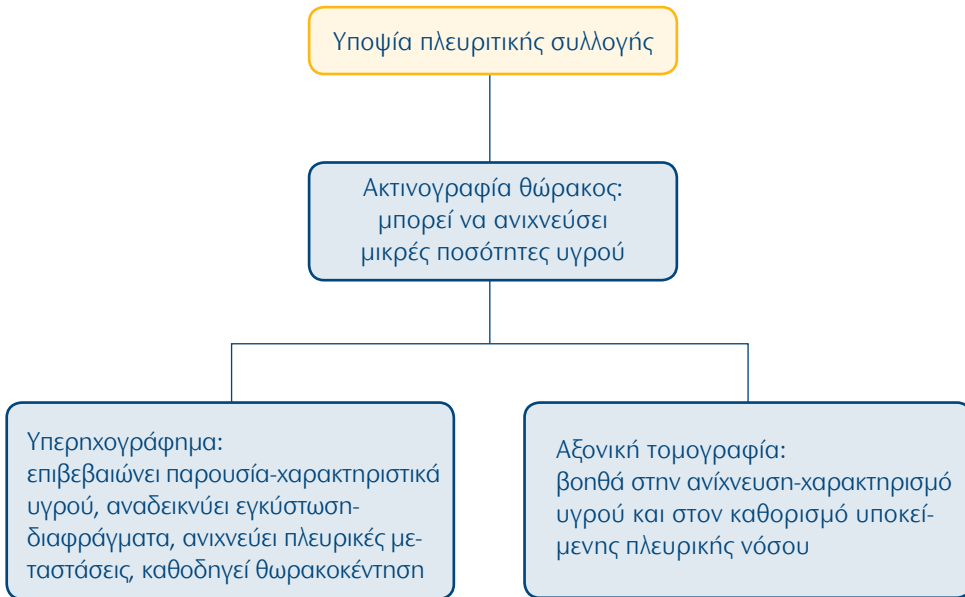 Υποψία πλευριτικής συλλογής
Ακτινογραφία θώρακος:
μπορεί να ανιχνεύσει
μικρές ποσότητες υγρού
Υπερηχογράφημα:
επιβεβαιώνει παρουσία-χαρακτηριστικά
υγρού, αναδεικνύει εγκύστωση-
διαφράγματα, ανιχνεύει πλευρικές με-
ταστάσεις, καθοδηγεί θωρακοκέντηση
Αξονική τομογραφία:
βοηθά στην ανίχνευση-χαρακτηρισμό
υγρού και στον καθορισμό υποκεί-
μενης πλευρικής νόσου